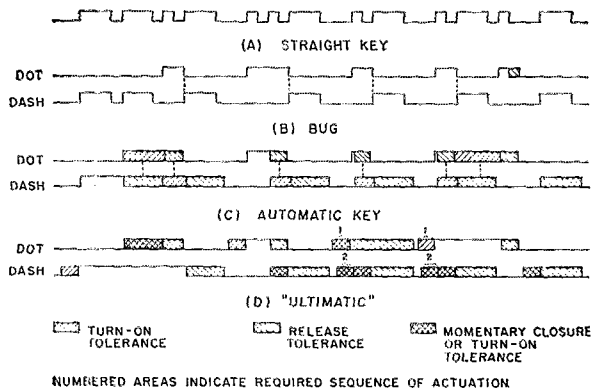 (A) STRAIGHT KEY
DOT
DASH
(B) BUG
DOT
DASH
(C) AUTOMATIC KEY
1 1
DOT
2 2
DASH
(D) "ULTIMATIC"
TURN-ON TOLERANCE
RELEASE TOLERANCE
MOMENTARY CLOSURE OR TURN-ON TOLERANCE
NUMBERED AREAS INDICATE REQUIRED SEQUENCE OF ACTUATION